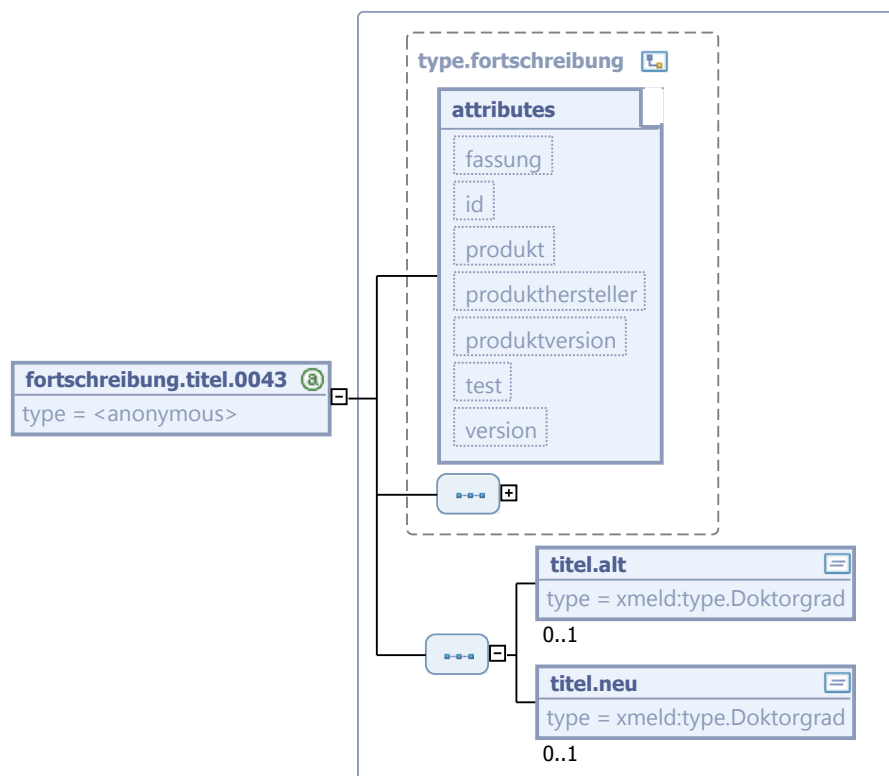 type.fortschreibung
attributes
fassung
id
produkt
produkthersteller
produktversion
test
version
fortschreibung.titel.0043 a
type = <anonymous>
titel.alt
type = xmeld:type.Doktorgrad
0..1
titel.neu
type = xmeld:type.Doktorgrad
0..1